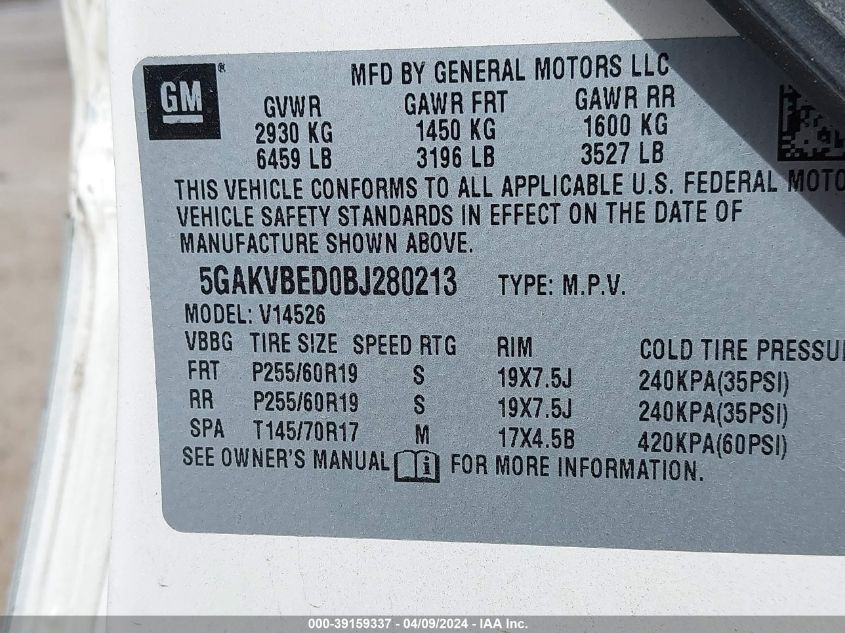 GM ® MFD BY GENERAL MOTORS LLC
GVWR GAWR FRT GAWR RR
2930 KG 1450 KG 1600 KG
6459 LB 3196 LB 3527 LB
THIS VEHICLE CONFORMS TO ALL APPLICABLE U.S. FEDERAL MOTO
VEHICLE SAFETY STANDARDS IN EFFECT ON THE DATE OF
MANUFACTURE SHOWN ABOVE.
5GAKVBED0BJ280213 TYPE: M.P.V.
MODEL: V14526
VBBG TIRE SIZE SPEED RTG RIM COLD TIRE PRESSU
FRT P255/60R19 S 19X7.5J 240KPA(35PSI)
RR P255/60R19 S 19X7.5J 240KPA(35PSI)
SPA T145/70R17 M 17X4.5B 420KPA(60PSI)
SEE OWNER'S MANUAL i FOR MORE INFORMATION.
000-39159337 - 04/09/2024 - IAAI.COM